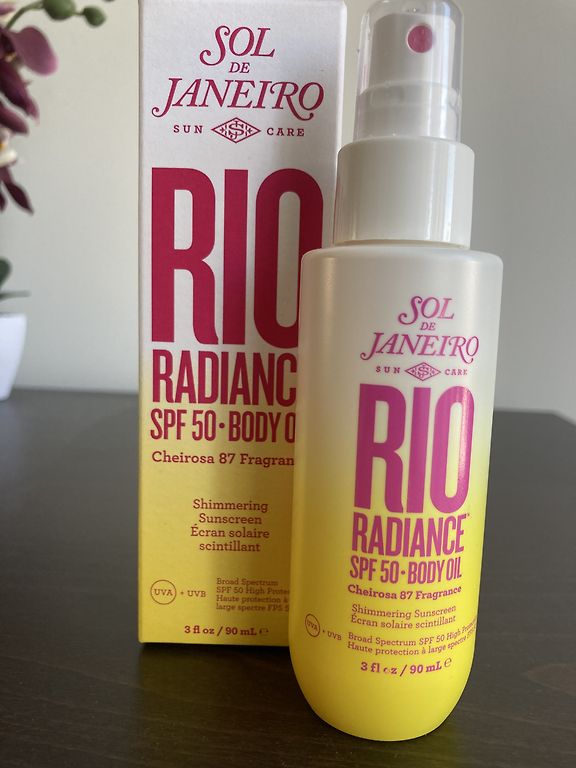 SOL
DE
JANEIRO
SUN CARE
RIO
RADIANC
SPF 50 • BODY O
Cheirosa 87 Fragran
Shimmering
Sunscreen
Écran solaire
scintillant
UVA + UVB
Broad Spectrum
SPF 50 High Protec
Haute protection à
large spectre FPS 5
3 fl oz / 90 mL e
SOL
DE
JANEIRO
SUN CARE
RIO
RADIANCE™
SPF 50 • BODY OIL
Cheirosa 87 Fragrance
Shimmering Sunscreen
Écran solaire scintillant
UVA + UVB
Broad Spectrum SPF 50 High Prote
Haute protection à large spectre
3 fl oz / 90 mL e